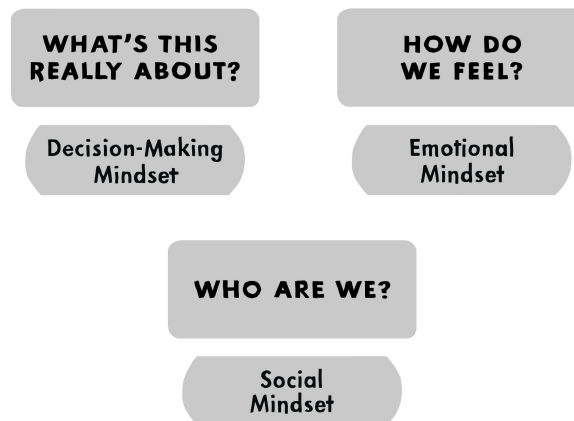 WHAT'S THIS
REALLY ABOUT?
Decision-Making
Mindset
HOW DO
WE FEEL?
Emotional
Mindset
WHO ARE WE?
Social
Mindset